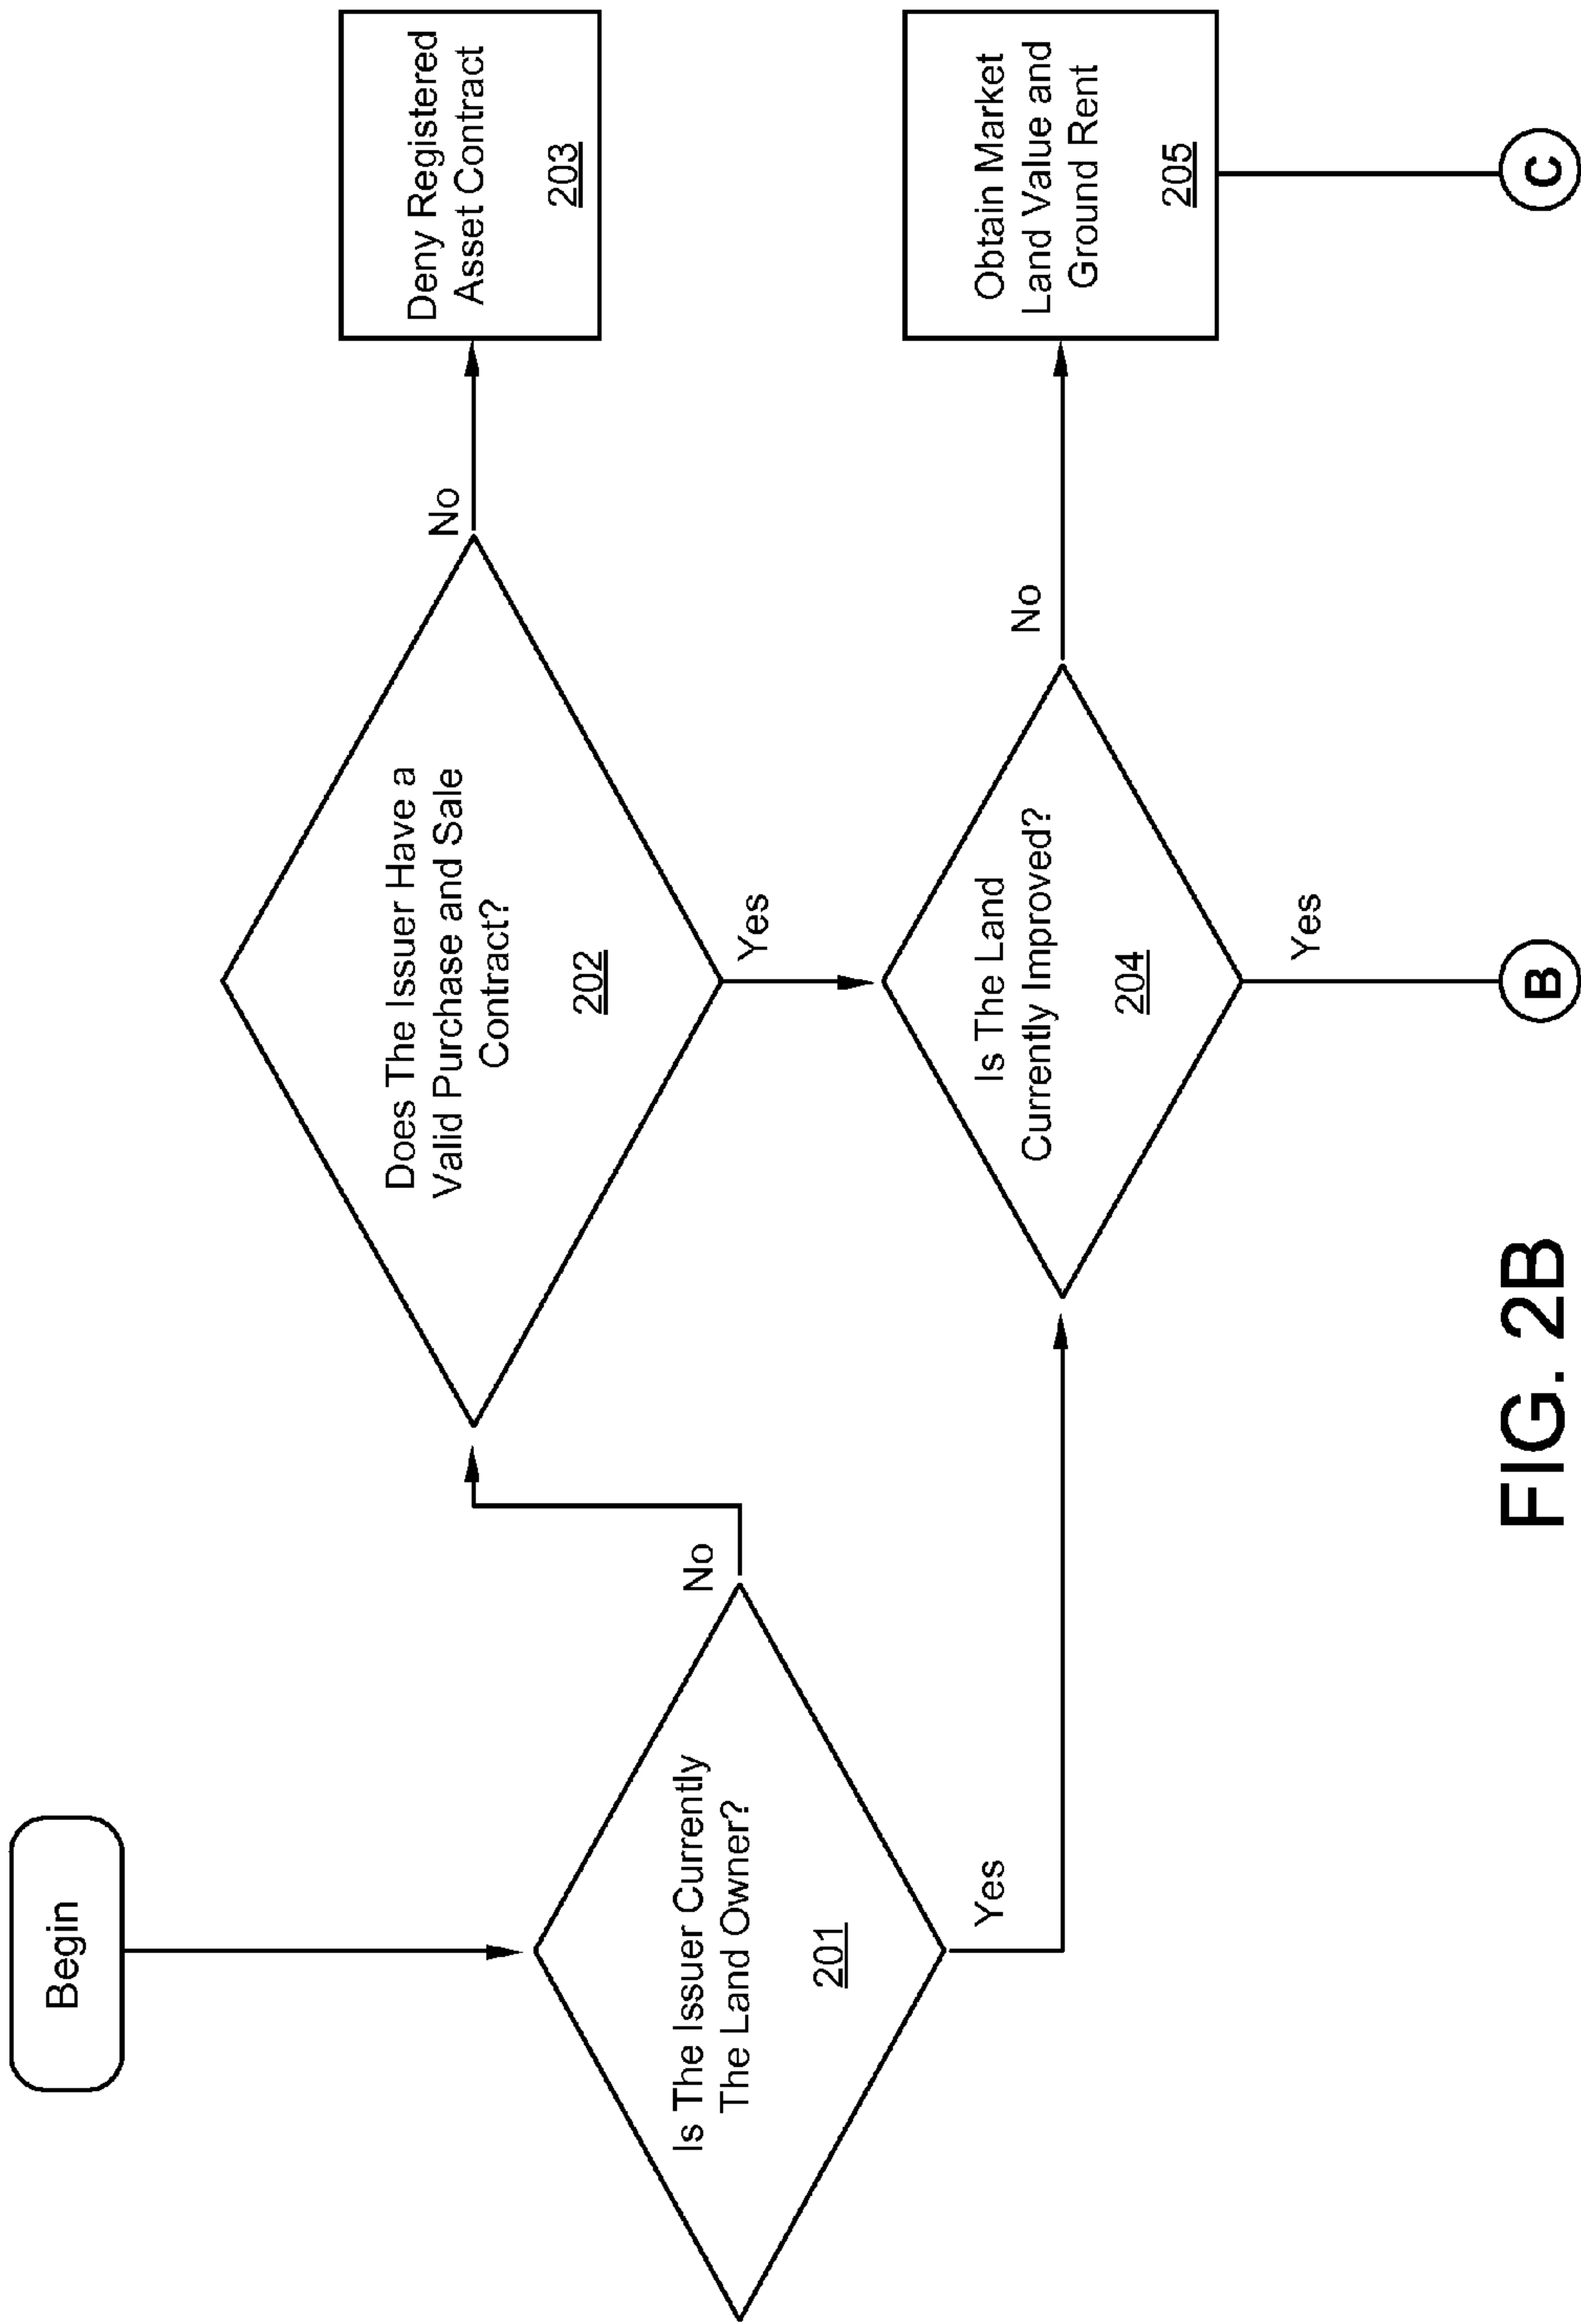 Begin
Is The Issuer Currently
The Land Owner?
201
No
Yes
Does The Issuer Have a
Valid Purchase and Sale
Contract?
202
No
Yes
Deny Registered
Asset Contract
203
Is The Land
Currently Improved?
204
No
Yes
Obtain Market
Land Value and
Ground Rent
205
B
C
FIG. 2B